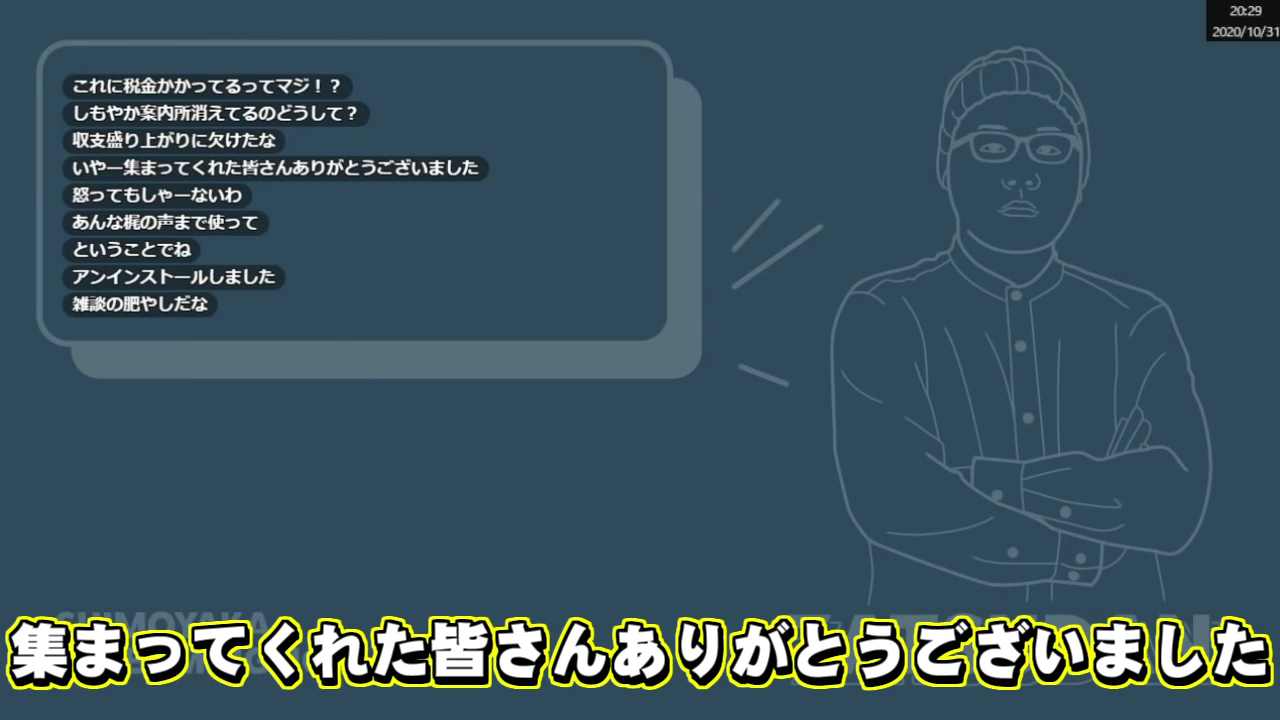 20:29
2020/10/31
これに税金かかってるってマジ！？
しもやか案内所消えてるのどうして？
収支盛り上がりに欠けたな
いやー集まってくれた皆さんありがとうございました
怒ってもしゃーないわ
あんな梶の声まで使って
ということでね
アンインストールしました
雑談の肥やしだな
SHIMOYAKA
集まってくれた皆さんありがとうございました